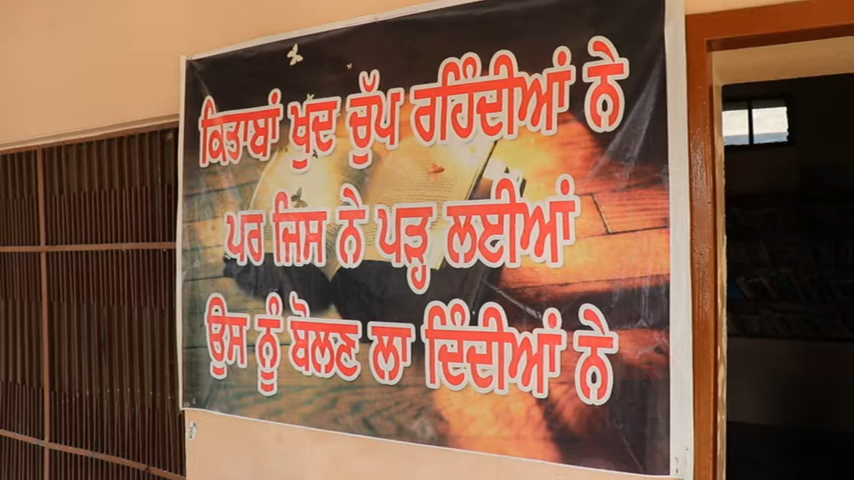 ਕਿਤਾਬਾਂ ਖੁਦ ਚੁੱਪ ਰਹਿੰਦੀਆਂ ਨੇ
ਪਰ ਜਿਸ ਨੇ ਪੜ੍ਹ ਲਈਆਂ
ਉਸ ਨੂੰ ਬੋਲਣ ਲਾ ਦਿੰਦੀਆਂ ਨੇ